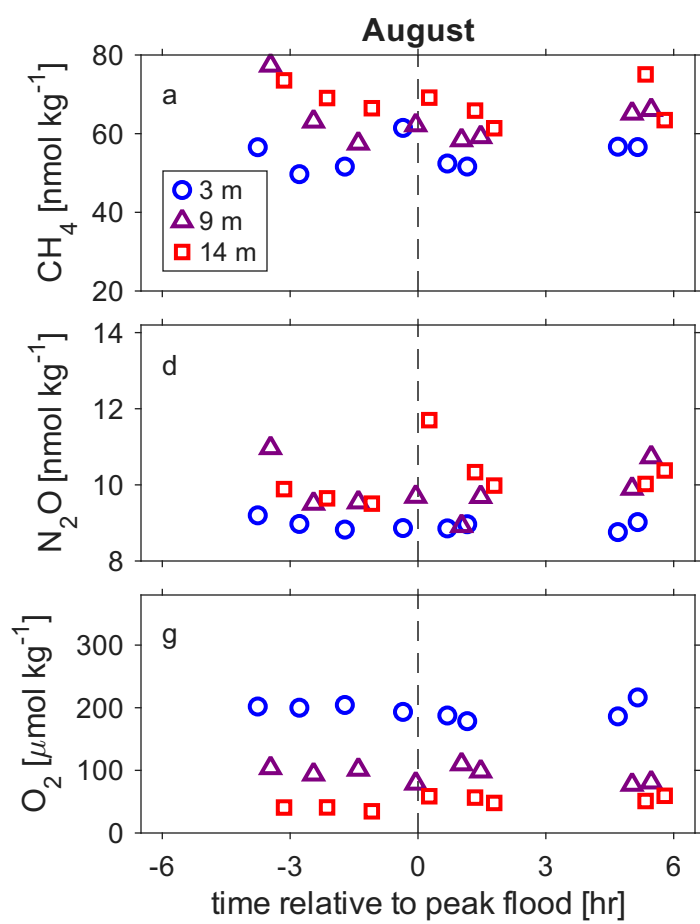 August
a
CH₄ [nmol kg⁻¹]
80
60
40
20
3 m
9 m
14 m
d
N₂O [nmol kg⁻¹]
14
12
10
8
g
O₂ [μmol kg⁻¹]
300
200
100
0
-6 -3 0 3 6
time relative to peak flood [hr]